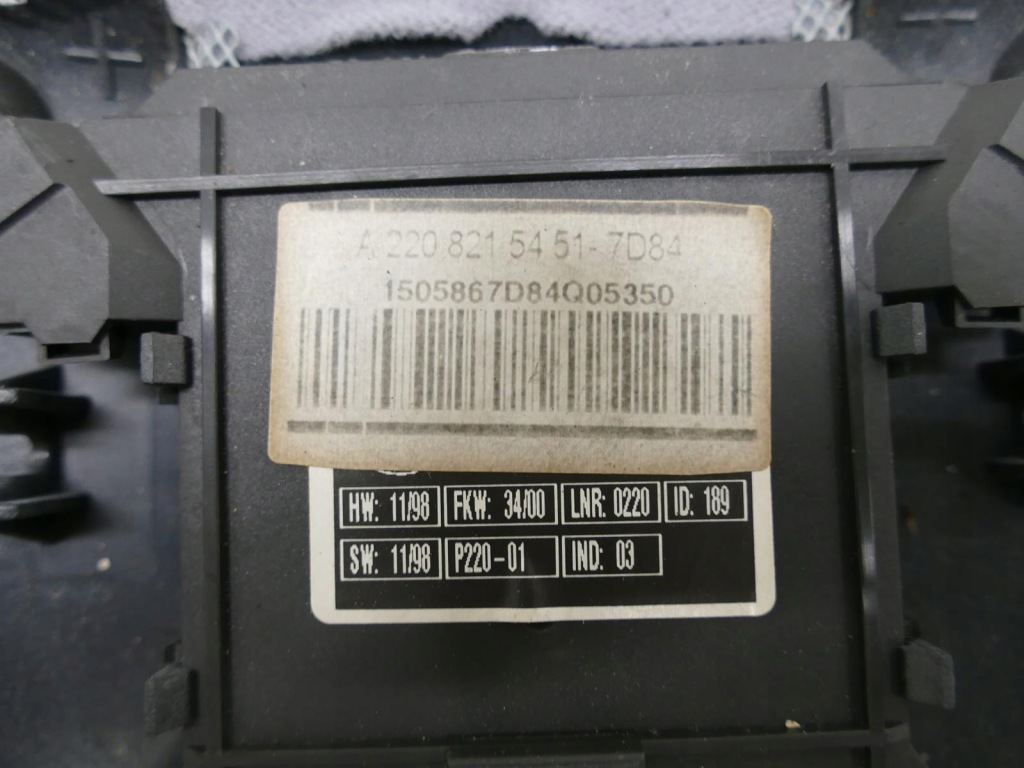 A 220 821 54 51- 7D84
1505867D84Q05350
HW: 11/98 FKW: 34/00 LNR: 0220 ID: 189
SW: 11/98 P220-01 IND: 03